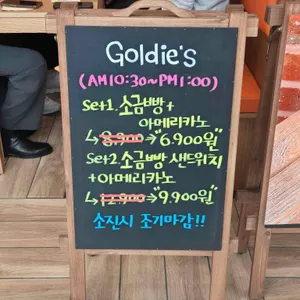 Goldie's
(AM10:30~PM1:00)
Set1.소금빵+
아메리카노
↳ 8,900→"6.900원"
Set2. 소금빵 샌드위치
+아메리카노
↳ 12,900→"9.900원"
소진시 조기마감!!